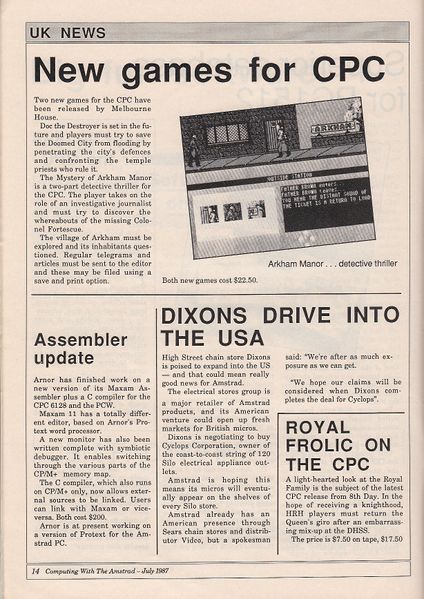 UK NEWS
New games for CPC
Two new games for the CPC have
been released by Melbourne
House.
Doc the Destroyer is set in the fu-
ture and players must try to save
the Doomed City from flooding by
penetrating the city's defences
and confronting the temple
priests who rule it.
The Mystery of Arkham Manor
is a two-part detective thriller for
the CPC. The player takes on the
role of an investigative journalist
and must try to discover the
whereabouts of the missing Colo-
nel Fortescue.
The village of Arkham must be
explored and its inhabitants ques-
tioned. Regular telegrams and
articles must be sent to the editor
and these may be filed using a
save and print option.
ARKHAM
OUTSIDE STATION
FATHER BROWN enters.
FATHER BROWN leaves.
YOU HEAR THE DISTANT SOUND OF
THE TICKET IS A RETURN TO LOND
Arkham Manor . . . detective thriller
Both new games cost $22.50.
Assembler
update
Arnor has finished work on a
new version of its Maxam As-
sembler plus a C compiler for the
CPC 6128 and the PCW.
Maxam 11 has a totally differ-
ent editor, based on Arnor's Pro-
text word processor.
A new monitor has also been
written complete with symbiotic
debugger. It enables switching
through the various parts of the
CP/M+ memory map.
The C compiler, which also runs
on CP/M+ only, now allows exter-
nal sources to be linked. Users
can link with Maxam or vice-
versa. Both cost $200.
Arnor is at present working on
a version of Protext for the Am-
strad PC.
DIXONS DRIVE INTO
THE USA
High Street chain store Dixons
is poised to expand into the US
— and that could mean really
good news for Amstrad.
The electrical stores group is
a major retailer of Amstrad
products, and its American
venture could open up fresh
markets for British micros.
Dixons is negotiating to buy
Cyclops Corporation, owner of
the coast-to-coast string of 120
Silo electrical appliance out-
lets.
Amstrad is hoping this
means its micros will eventu-
ally appear on the shelves of
every Silo store.
Amstrad already has an
American presence through
Sears chain stores and distrib-
utor Video, but a spokesman
said: "We're after as much ex-
posure as we can get.
"We hope our claims will be
considered when Dixons com-
pletes the deal for Cyclops".
ROYAL
FROLIC ON
THE CPC
A light-hearted look at the Royal
Family is the subject of the latest
CPC release from 8th Day. In the
hope of receiving a knighthood,
HRH players must return the
Queen's giro after an embarrass-
ing mix-up at the DHSS.
The price is $7.50 on tape, $17.50
14 Computing With The Amstrad – July 1987